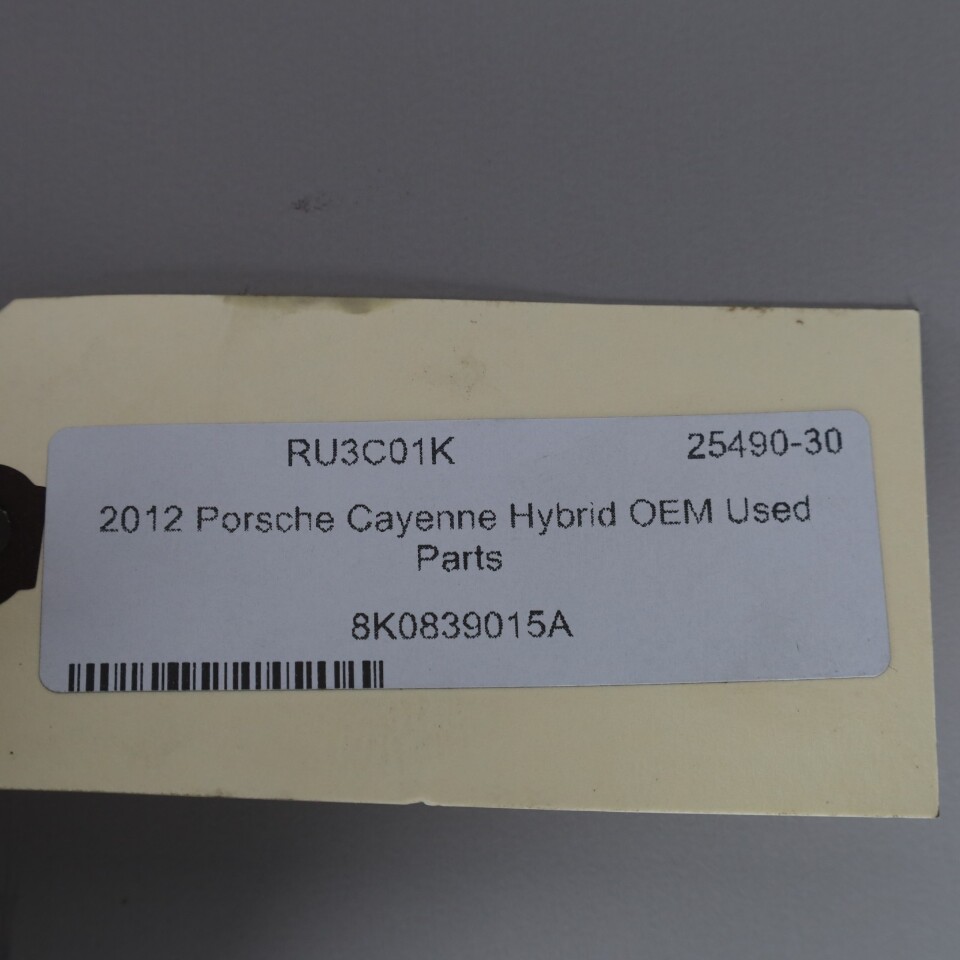 RU3C01K 25490-30
2012 Porsche Cayenne Hybrid OEM Used
Parts
8K0839015A